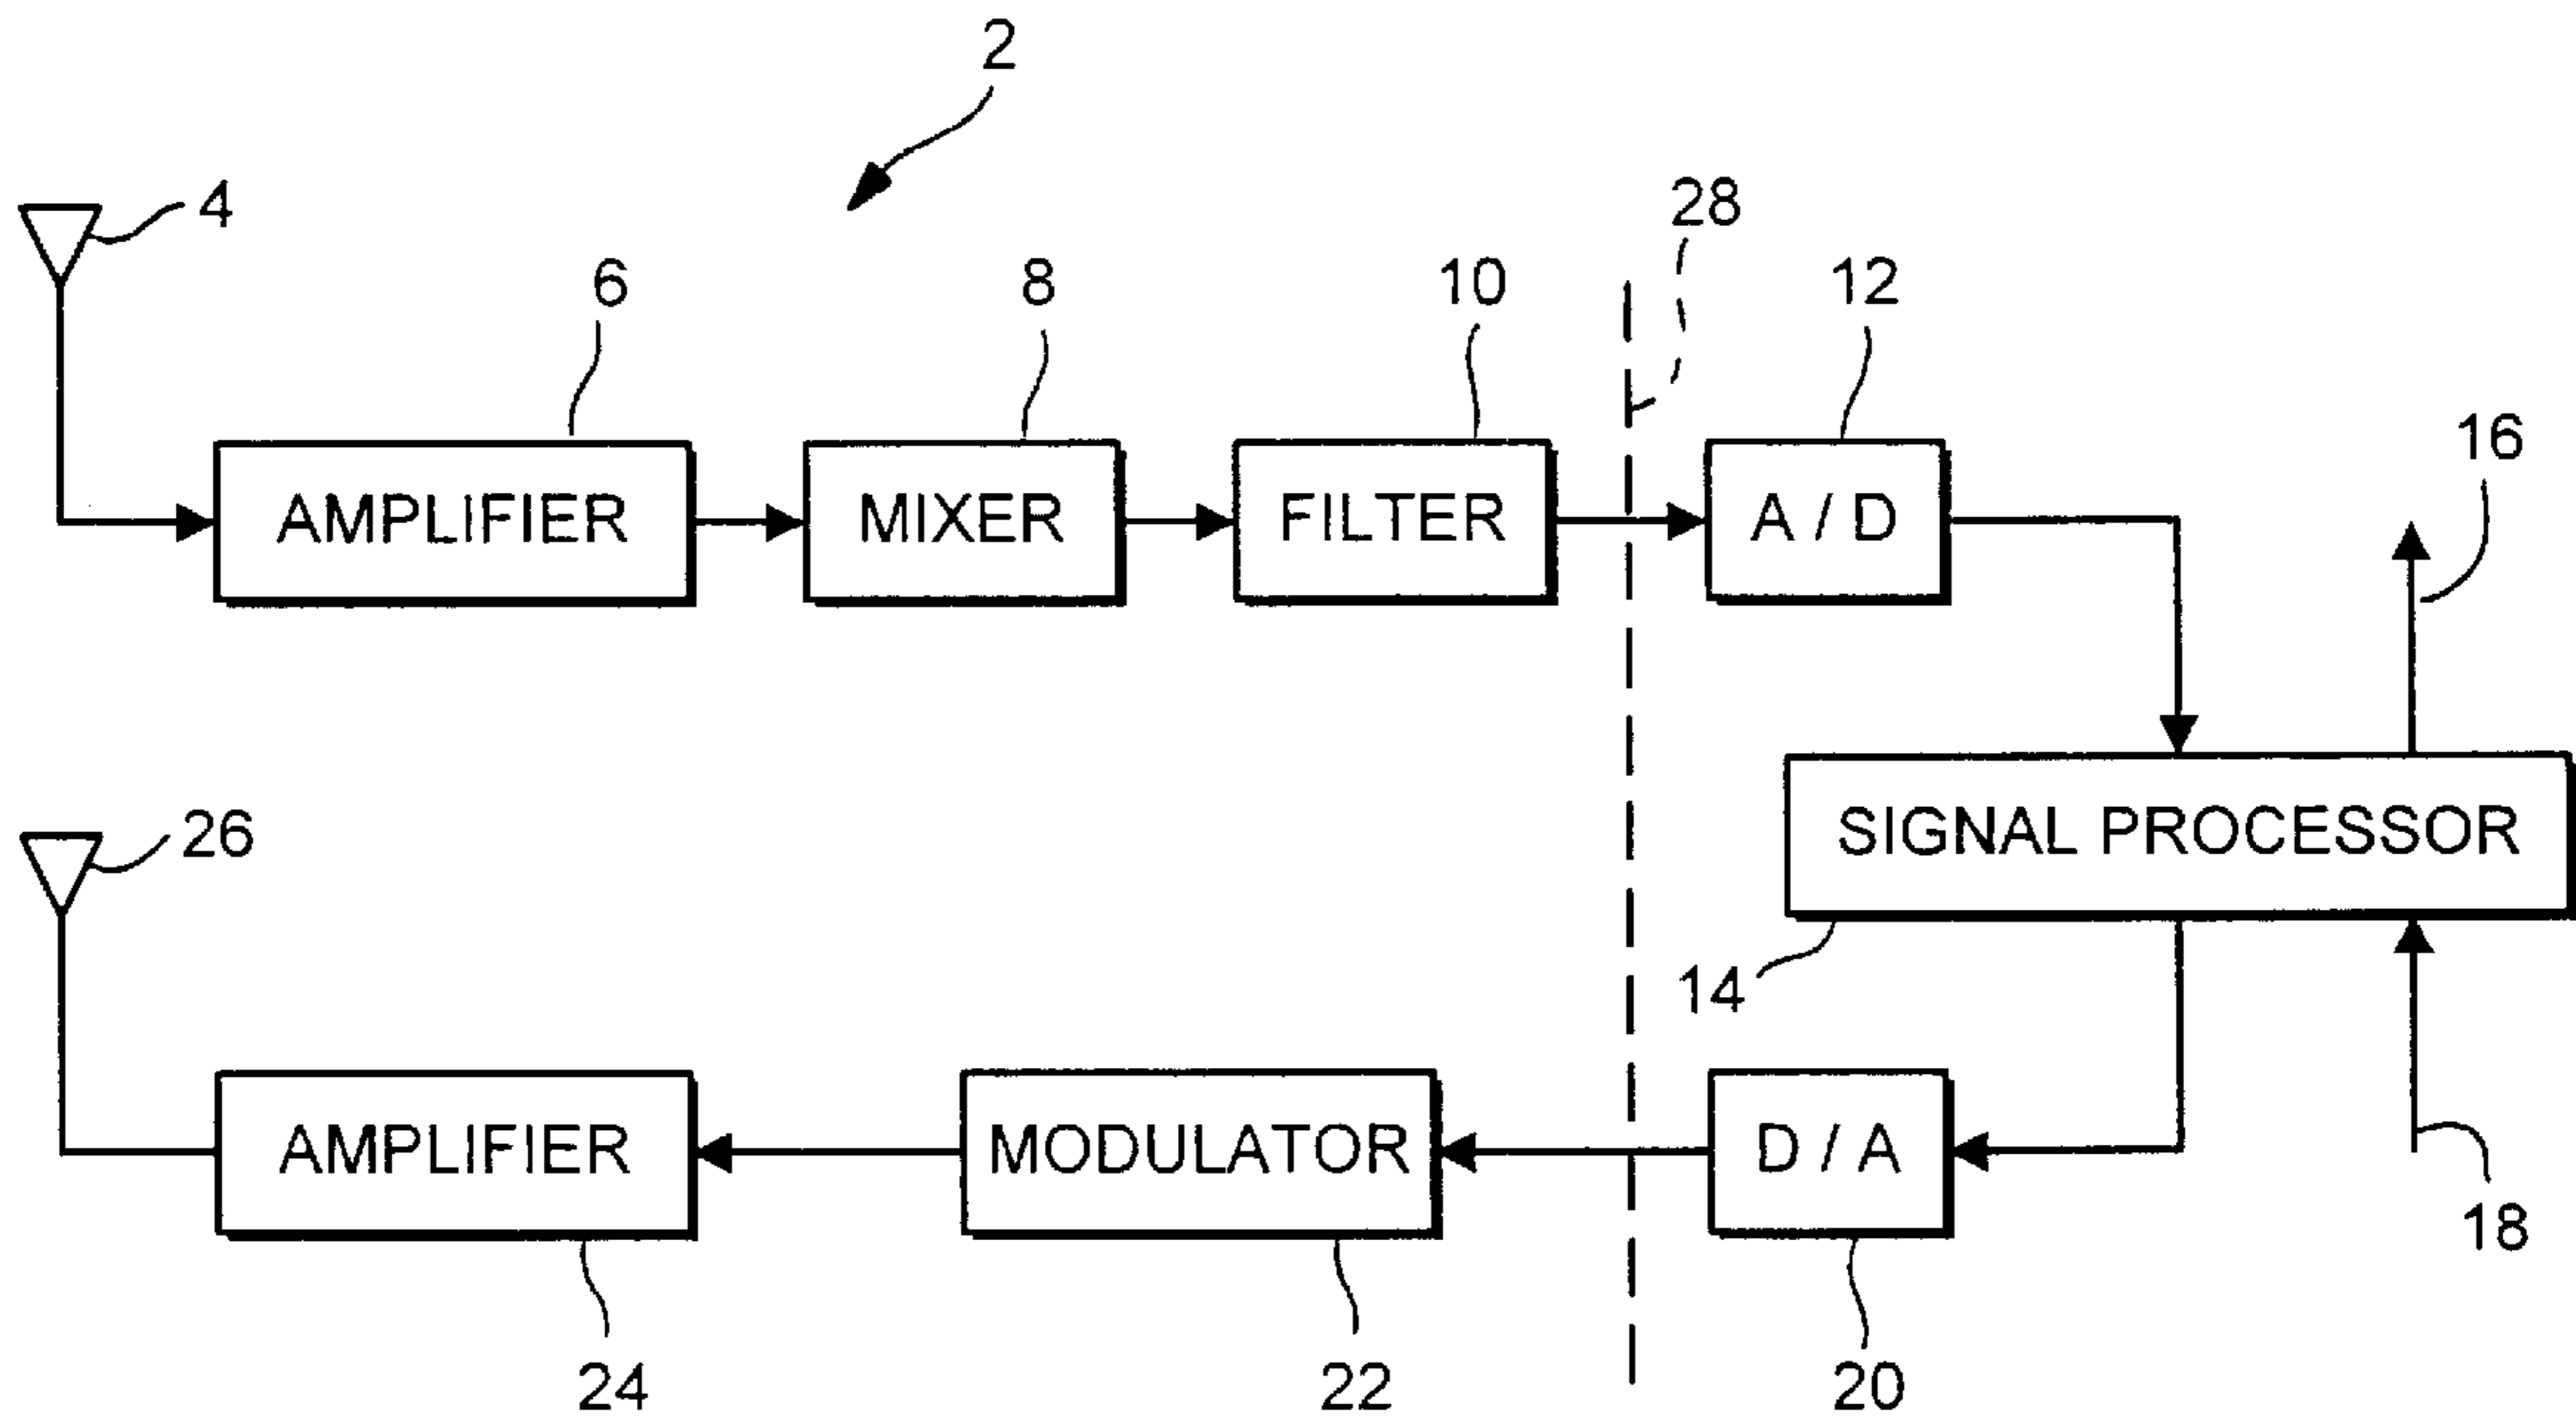 2
4
28
6
8
10
12
16
AMPLIFIER
MIXER
FILTER
A / D
26
SIGNAL PROCESSOR
14
AMPLIFIER
MODULATOR
D / A
18
24
22
20